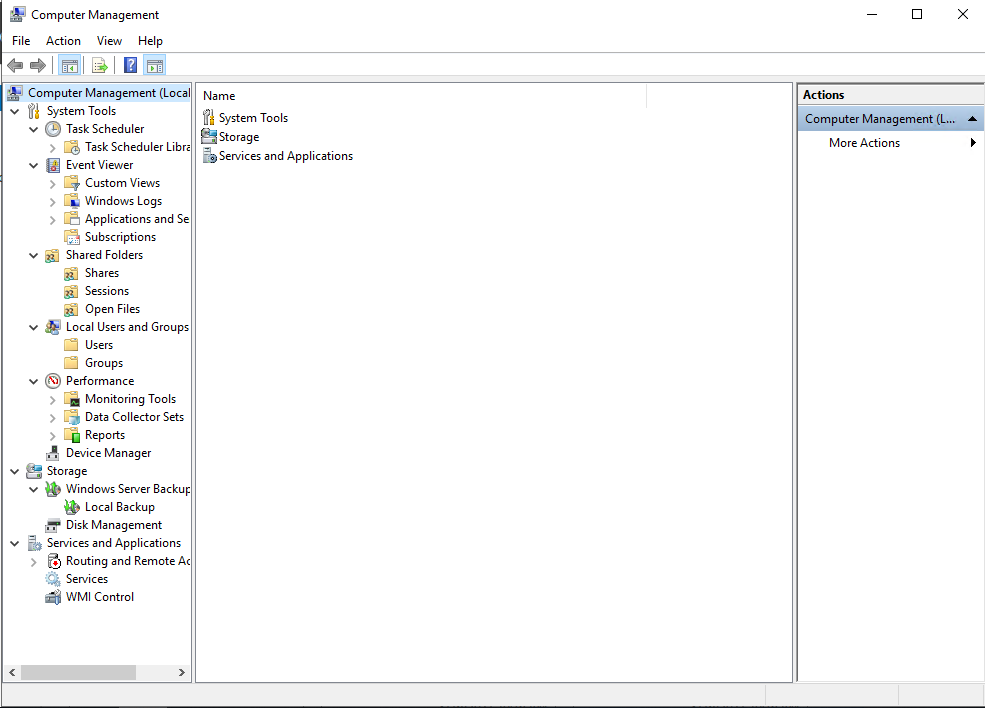 Computer Management
File Action View Help
Computer Management (Local
System Tools
Task Scheduler
Task Scheduler Libra
Event Viewer
Custom Views
Windows Logs
Applications and Se
Subscriptions
Shared Folders
Shares
Sessions
Open Files
Local Users and Groups
Users
Groups
Performance
Monitoring Tools
Data Collector Sets
Reports
Device Manager
Storage
Windows Server Backup
Local Backup
Disk Management
Services and Applications
Routing and Remote Ac
Services
WMI Control
Name
System Tools
Storage
Services and Applications
Actions
Computer Management (L...
More Actions